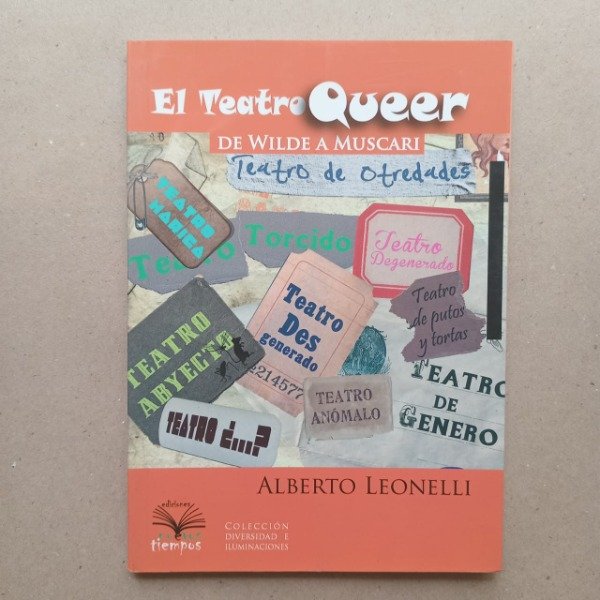 El Teatro Queer
DE WILDE A MUSCARI
Teatro de Otredades
TEATRO
MARICA
Teatro Torcido
Teatro
Degenerado
Teatro
de putos
y tortas
Teatro
Des
generado
214577
TEATRO
ABYECTO
TEATRO
ANÓMALO
TEATRO
DE
GENERO
TEATRO ¿...?
ALBERTO LEONELLI
ediciones
tiempos
COLECCIÓN
DIVERSIDAD E
ILUMINACIONES